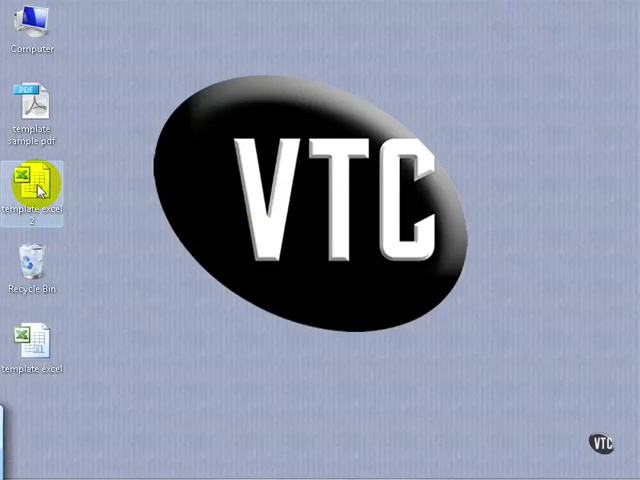 Computer
PDF
template
sample pdf
template excel
2
Recycle Bin
template excel
VTC
VTC